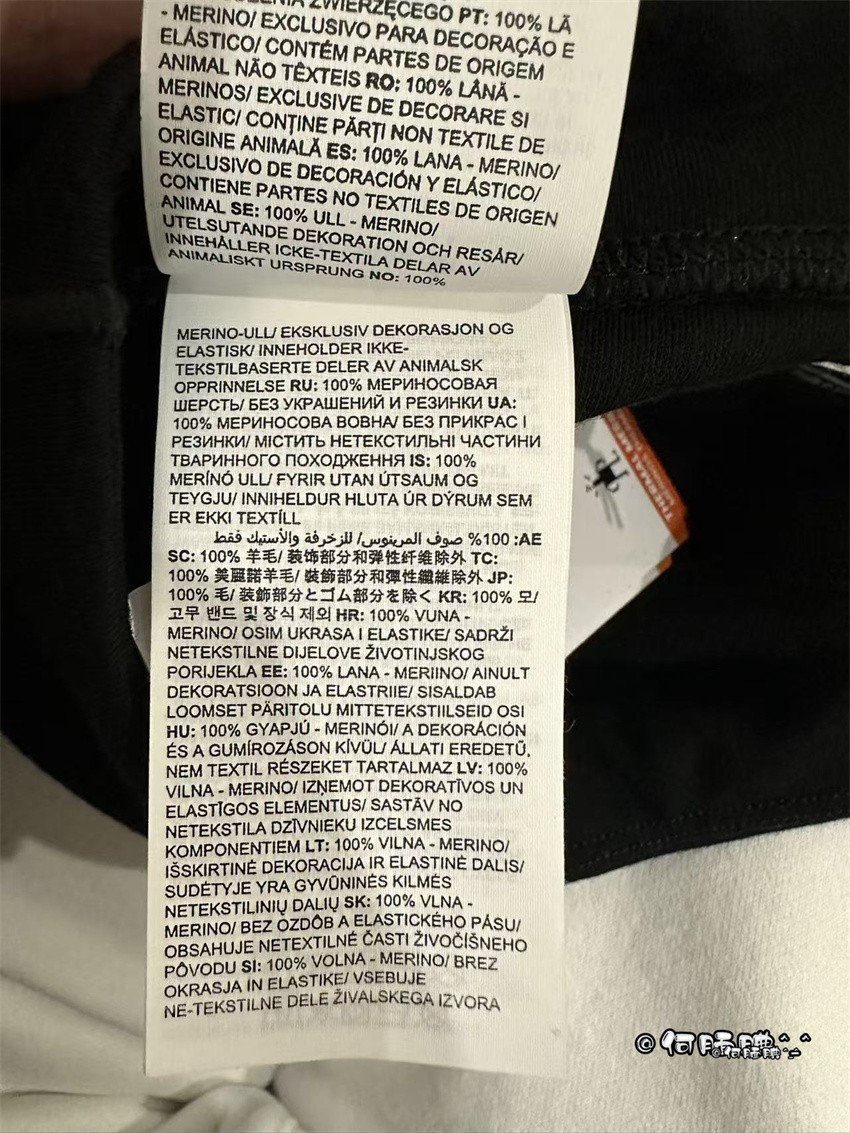 ZWIERZĘCEGO PT: 100% LÃ
- MERINO/ EXCLUSIVO PARA DECORAÇÃO E
ELÁSTICO/ CONTÉM PARTES DE ORIGEM
ANIMAL NÃO TÊXTEIS RO: 100% LÂNĂ -
MERINOS/ EXCLUSIVE DE DECORARE SI
ELASTIC/ CONȚINE PĂRȚI NON TEXTILE DE
ORIGINE ANIMALĂ ES: 100% LANA - MERINO/
EXCLUSIVO DE DECORACIÓN Y ELÁSTICO/
CONTIENE PARTES NO TEXTILES DE ORIGEN
ANIMAL SE: 100% ULL - MERINO/
UTELSUTANDE DEKORATION OCH RESÅR/
INNEHÅLLER ICKE-TEXTILA DELAR AV
ANIMALISKT URSPRUNG NO: 100%
MERINO-ULL/ EKSKLUSIV DEKORASJON OG
ELASTISK/ INNEHOLDER IKKE-
TEKSTILBASERTE DELER AV ANIMALSK
OPPRINNELSE RU: 100% МЕРИНОСОВАЯ
ШЕРСТЬ/ БЕЗ УКРАШЕНИЙ И РЕЗИНКИ UA:
100% МЕРИНОСОВА ВОВНА/ БЕЗ ПРИКРАС І
РЕЗИНКИ/ МІСТИТЬ НЕТЕКСТИЛЬНІ ЧАСТИНИ
ТВАРИННОГО ПОХОДЖЕННЯ IS: 100%
MERÍNÓ ULL/ FYRIR UTAN ÚTSAUM OG
TEYGJU/ INNIHELDUR HLUTA ÚR DÝRUM SEM
ER EKKI TEXTÍLL
AE: 100% صوف المرينوس/ للزخرفة والأستيك فقط
SC: 100% 羊毛/ 装饰部分和弹性纤维除外 TC:
100% 美麗諾羊毛/ 裝飾部分和彈性纖維除外 JP:
100% 毛/ 装飾部分とゴム部分を除く KR: 100% 모/
고무 밴드 및 장식 제외 HR: 100% VUNA -
MERINO/ OSIM UKRASA I ELASTIKE/ SADRŽI
NETEKSTILNE DIJELOVE ŽIVOTINJSKOG
PORIJEKLA EE: 100% LANA - MERIINO/ AINULT
DEKORATSIOON JA ELASTRIIE/ SISALDAB
LOOMSET PÄRITOLU MITTETEKSTIILSEID OSI
HU: 100% GYAPJÚ - MERINÓI/ A DEKORÁCIÓN
ÉS A GUMÍROZÁSON KÍVÜL/ ÁLLATI EREDETŰ,
NEM TEXTIL RÉSZEKET TARTALMAZ LV: 100%
VILNA - MERINO/ IZŅEMOT DEKORATĪVOS UN
ELASTĪGOS ELEMENTUS/ SASTĀV NO
NETEKSTILA DZĪVNIEKU IZCELSMES
KOMPONENTIEM LT: 100% VILNA - MERINO/
IŠSKIRTINĖ DEKORACIJA IR ELASTINĖ DALIS/
SUDĖTYJE YRA GYVŪNINĖS KILMĖS
NETEKSTILINIŲ DALIŲ SK: 100% VLNA -
MERINO/ BEZ OZDÔB A ELASTICKÉHO PÁSU/
OBSAHUJE NETEXTILNÉ ČASTI ŽIVOČÍŠNEHO
PÔVODU SI: 100% VOLNA - MERINO/ BREZ
OKRASJA IN ELASTIKE/ VSEBUJE
NE-TEKSTILNE DELE ŽIVALSKEGA IZVORA